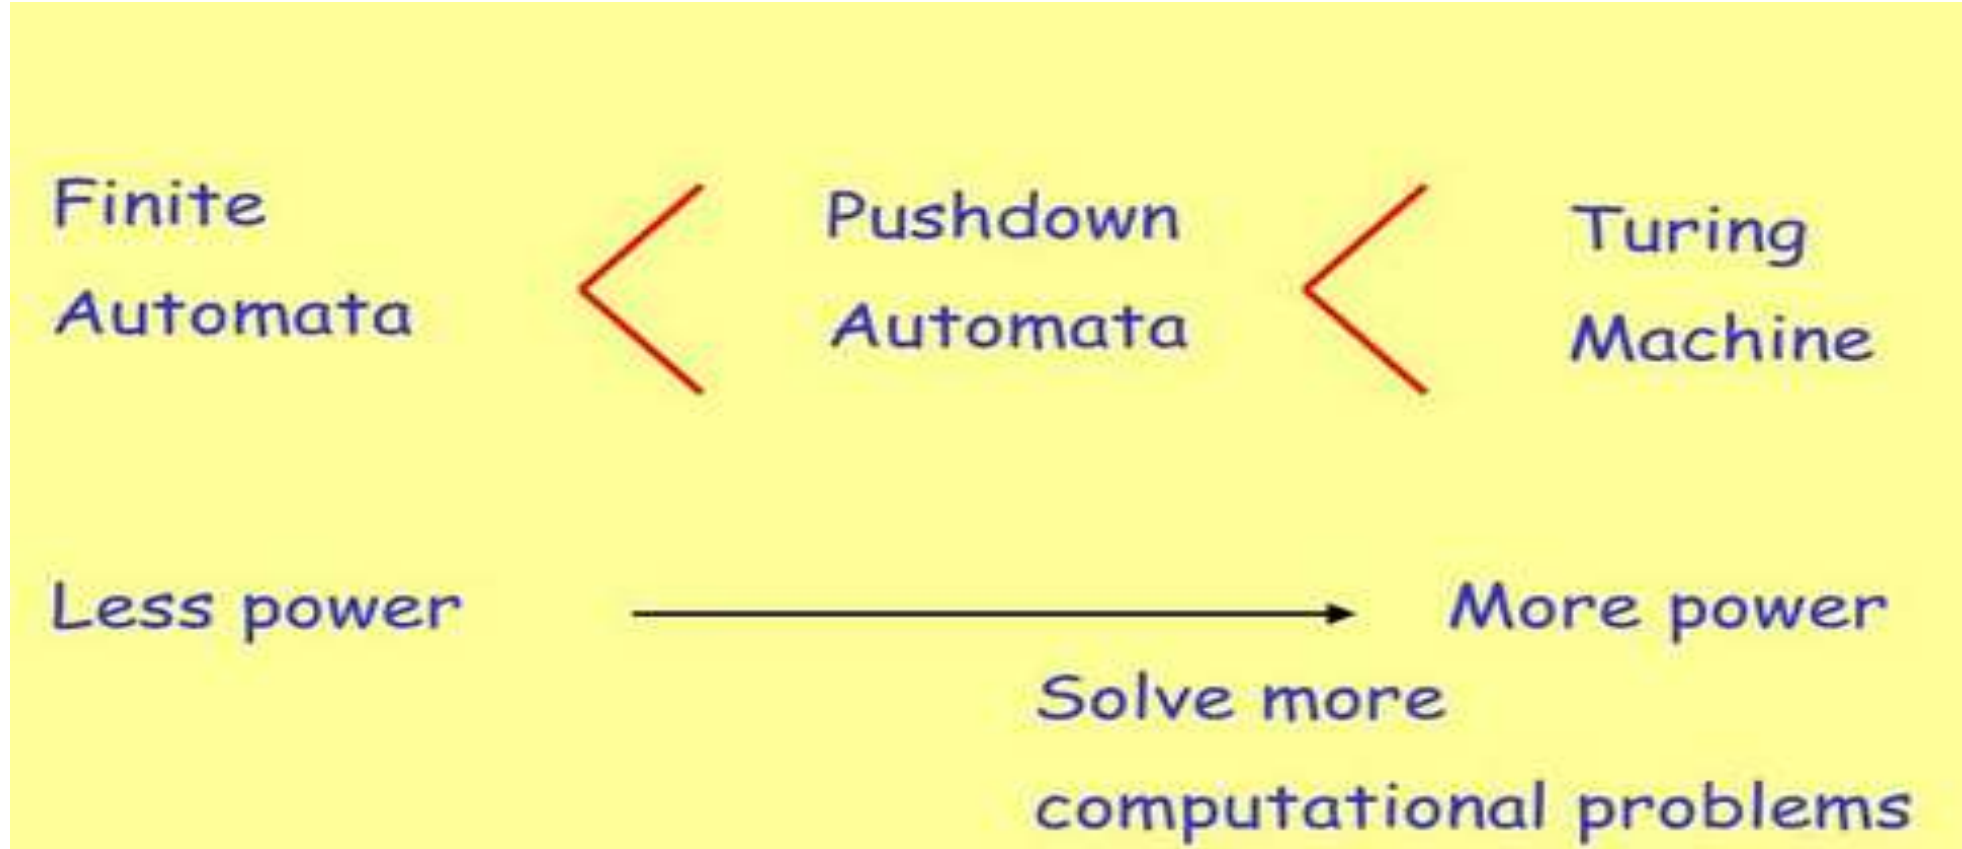 Finite
Automata
Pushdown
Automata
Turing
Machine
Less power
More power
Solve more
computational problems